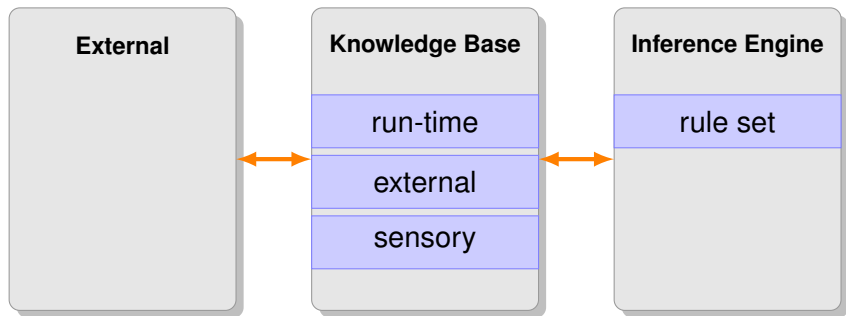 External
Knowledge Base
run-time
external
sensory
Inference Engine
rule set